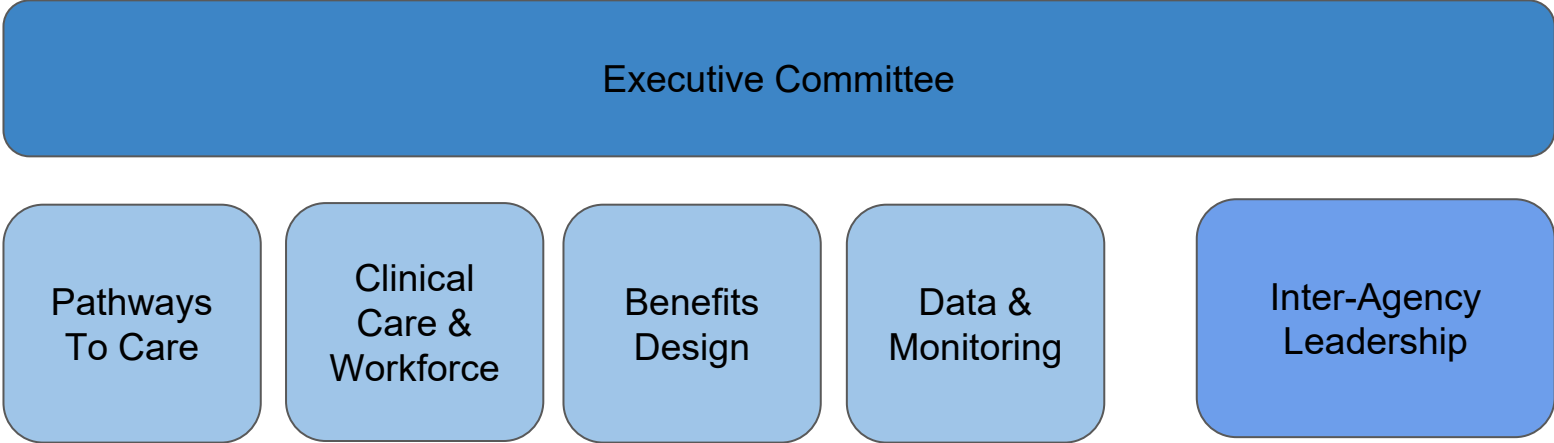 Executive Committee
Pathways
To Care
Clinical
Care &
Workforce
Benefits
Design
Data &
Monitoring
Inter-Agency
Leadership